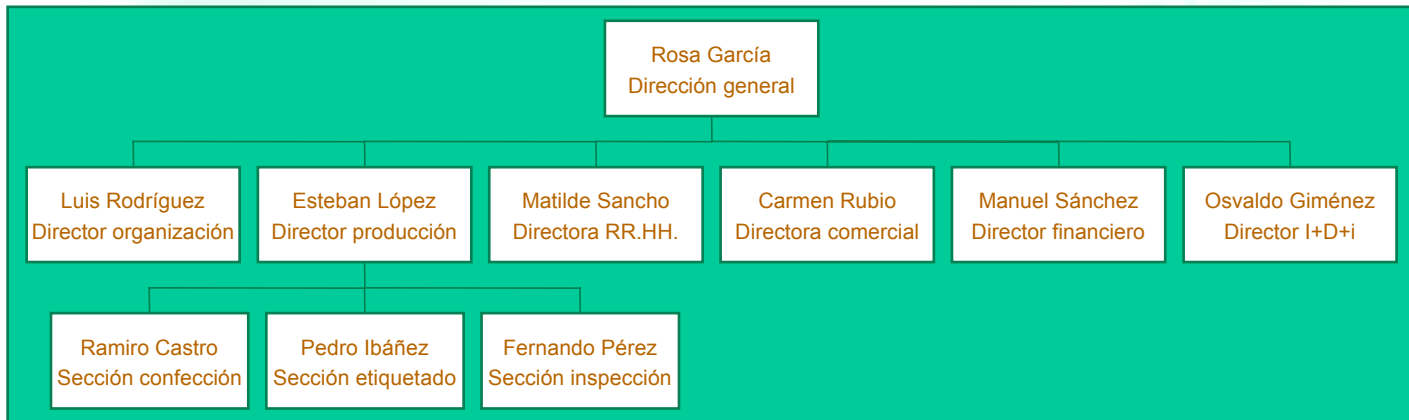 Rosa García
Dirección general
Luis Rodríguez
Director organización
Esteban López
Director producción
Matilde Sancho
Directora RR.HH.
Carmen Rubio
Directora comercial
Manuel Sánchez
Director financiero
Osvaldo Giménez
Director I+D+i
Ramiro Castro
Sección confección
Pedro Ibáñez
Sección etiquetado
Fernando Pérez
Sección inspección